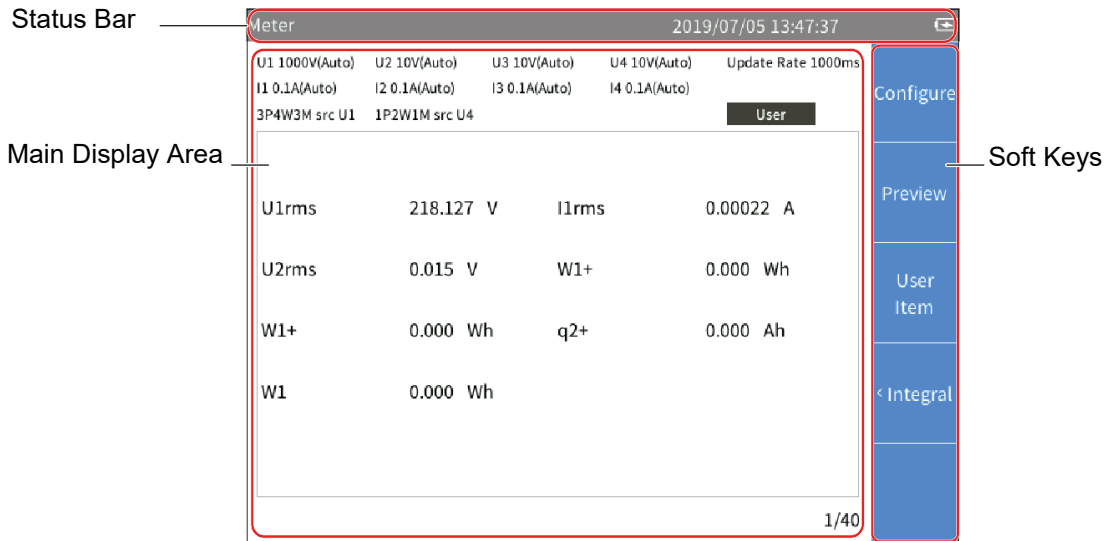 Status Bar
Meter 2019/07/05 13:47:37
U1 1000V(Auto) U2 10V(Auto) U3 10V(Auto) U4 10V(Auto) Update Rate 1000ms
I1 0.1A(Auto) I2 0.1A(Auto) I3 0.1A(Auto) I4 0.1A(Auto)
3P4W3M src U1 1P2W1M src U4 User
Configure
Main Display Area
Soft Keys
Preview
U1rms 218.127 V I1rms 0.00022 A
U2rms 0.015 V W1+ 0.000 Wh
User
Item
W1+ 0.000 Wh q2+ 0.000 Ah
W1 0.000 Wh
< Integral
1/40